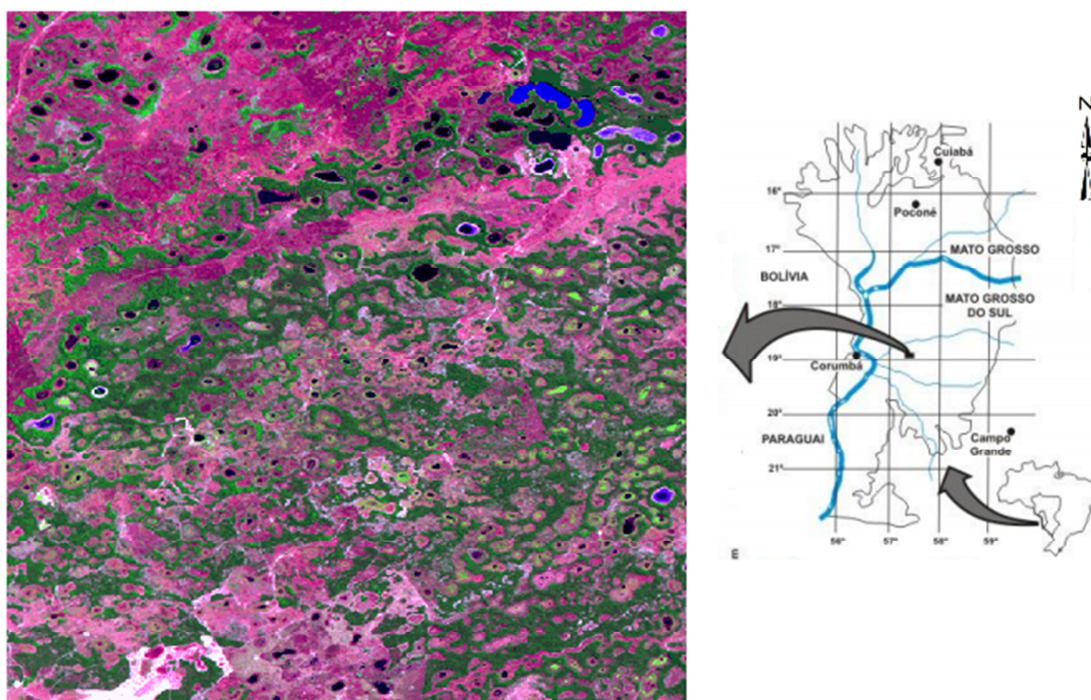 N
Cuiabá
16°
Poconé
17°
MATO GROSSO
BOLÍVIA
18°
MATO GROSSO
DO SUL
19°
Corumbá
20°
PARAGUAI
Campo
Grande
21°
56°
57°
58°
59°
E